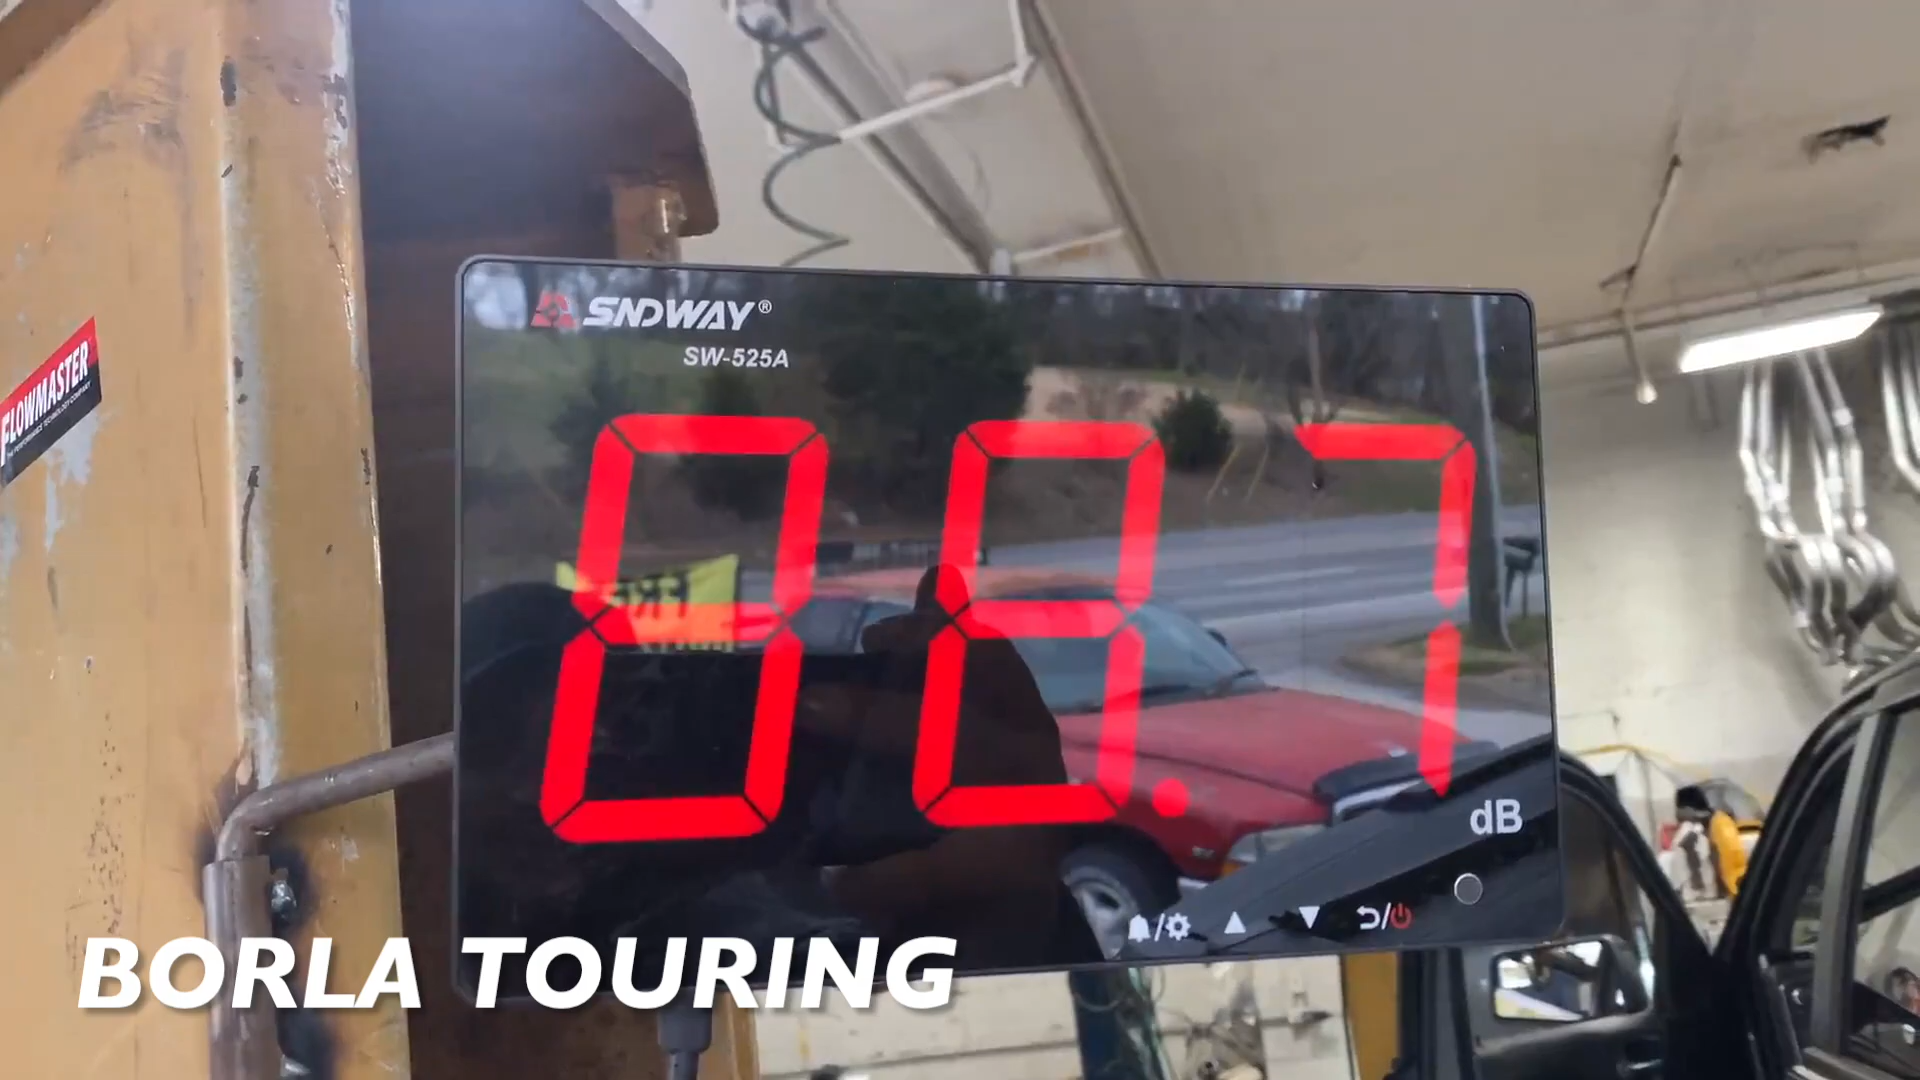 SNDWAY®
SW-525A
FLOWMASTER
88.7
dB
BORLA TOURING